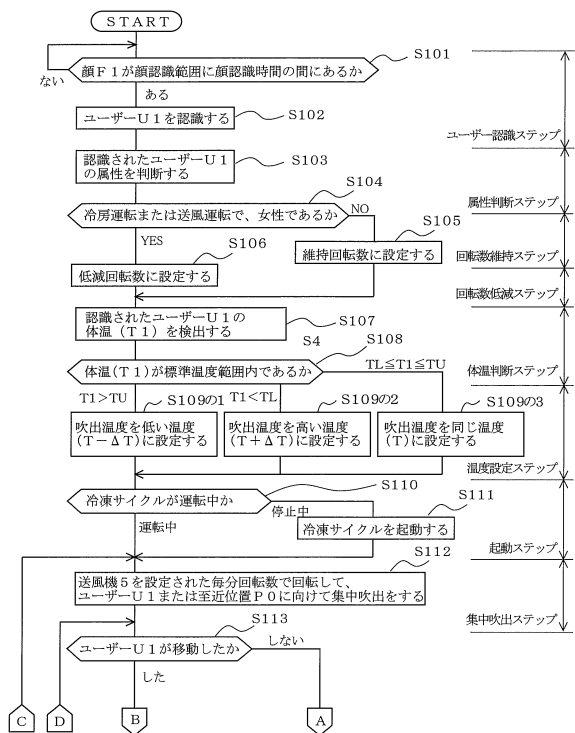 START
S101
顔F1が顔認識範囲に顔認識時間の間にあるか
ない
ある
S102
ユーザーU1を認識する
ユーザー認識ステップ
S103
認識されたユーザーU1
の属性を判断する
S104
属性判断ステップ
冷房運転または送風運転で、女性であるか
NO
S105
YES
S106
維持回転数に設定する
回転数維持ステップ
低減回転数に設定する
回転数低減ステップ
認識されたユーザーU1の
体温(T1)を検出する
S107
S4
S108
体温(T1)が標準温度範囲内であるか
TL≦T1≦TU
体温判断ステップ
T1>TU
T1<TL
S109の1
S109の2
S109の3
吹出温度を低い温度
(T-ΔT)に設定する
吹出温度を高い温度
(T+ΔT)に設定する
吹出温度を同じ温度
(T)に設定する
温度設定ステップ
S110
冷凍サイクルが運転中か
停止中
S111
運転中
冷凍サイクルを起動する
起動ステップ
S112
送風機5を設定された毎分回転数で回転して、
ユーザーU1または至近位置P0に向けて集中吹出をする
集中吹出ステップ
S113
ユーザーU1が移動したか
しない
した
C
D
B
A